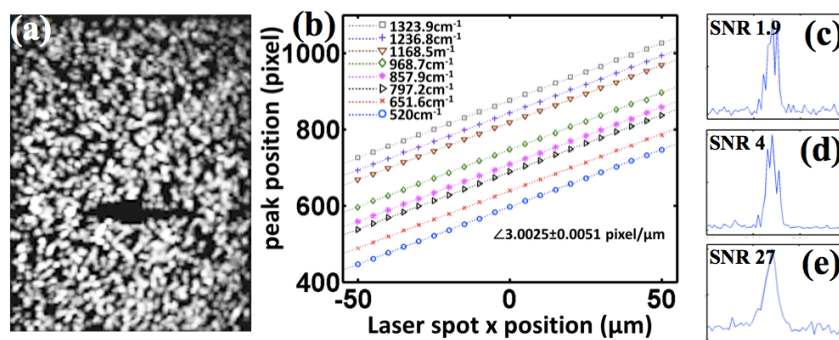 (a)
(b)
1323.9cm-1
1236.8cm-1
1168.5m-1
968.7cm-1
857.9cm-1
797.2cm-1
651.6cm-1
520cm-1
∠3.0025±0.0051 pixel/μm
peak position (pixel)
1000
800
600
400
-50
0
50
Laser spot x position (μm)
SNR 1.9
(c)
SNR 4
(d)
SNR 27
(e)